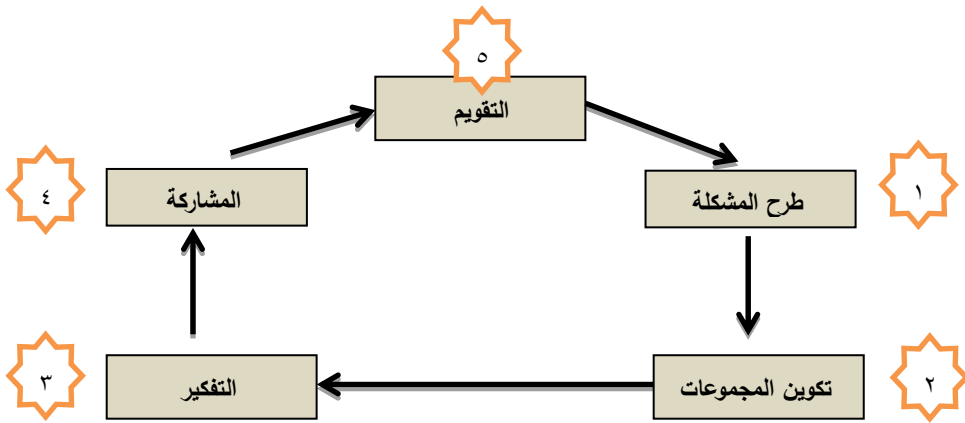 ٥
التقويم
١
طرح المشكلة
٢
تكوين المجموعات
٣
التفكير
٤
المشاركة